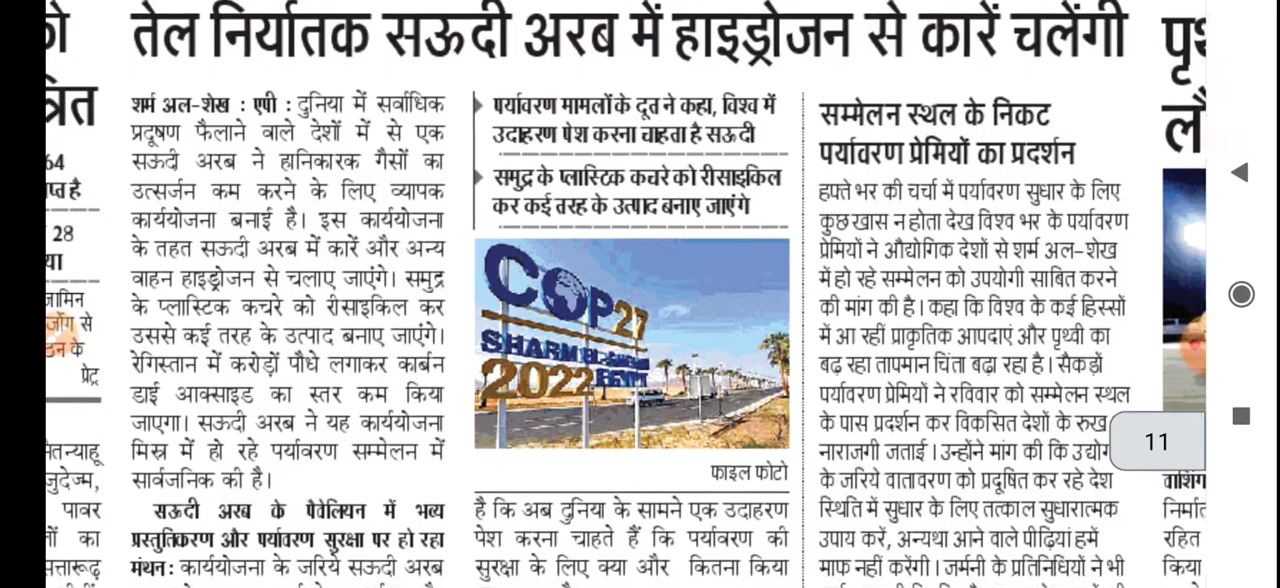 तेल निर्यातक सऊदी अरब में हाइड्रोजन से कारें चलेंगी
शर्म अल-शेख : एपी : दुनिया में सर्वाधिक
प्रदूषण फैलाने वाले देशों में से एक
सऊदी अरब ने हानिकारक गैसों का
उत्सर्जन कम करने के लिए व्यापक
कार्ययोजना बनाई है। इस कार्ययोजना
के तहत सऊदी अरब में कारें और अन्य
वाहन हाइड्रोजन से चलाए जाएंगे। समुद्र
के प्लास्टिक कचरे को रीसाइकिल कर
उससे कई तरह के उत्पाद बनाए जाएंगे।
रेगिस्तान में करोड़ों पौधे लगाकर कार्बन
डाई आक्साइड का स्तर कम किया
जाएगा। सऊदी अरब ने यह कार्ययोजना
मिस्र में हो रहे पर्यावरण सम्मेलन में
सार्वजनिक की है।
सऊदी अरब के पैवेलियन में भव्य
प्रस्तुतिकरण और पर्यावरण सुरक्षा पर हो रहा
मंथन: कार्ययोजना के जरिये सऊदी अरब
पर्यावरण मामलों के दूत ने कहा, विश्व में
उदाहरण पेश करना चाहता है सऊदी
समुद्र के प्लास्टिक कचरे को रीसाइकिल
कर कई तरह के उत्पाद बनाए जाएंगे
COP27
SHARM EL-SHEIKH
2022 EGYPT
फाइल फोटो
है कि अब दुनिया के सामने एक उदाहरण
पेश करना चाहते हैं कि पर्यावरण की
सुरक्षा के लिए क्या और कितना किया
सम्मेलन स्थल के निकट
पर्यावरण प्रेमियों का प्रदर्शन
हफ्ते भर की चर्चा में पर्यावरण सुधार के लिए
कुछ खास न होता देख विश्व भर के पर्यावरण
प्रेमियों ने औद्योगिक देशों से शर्म अल-शेख
में हो रहे सम्मेलन को उपयोगी साबित करने
की मांग की है। कहा कि विश्व के कई हिस्सों
में आ रहीं प्राकृतिक आपदाएं और पृथ्वी का
बढ़ रहा तापमान चिंता बढ़ा रहा है। सैकड़ों
पर्यावरण प्रेमियों ने रविवार को सम्मेलन स्थल
के पास प्रदर्शन कर विकसित देशों के रुख
नाराजगी जताई। उन्होंने मांग की कि
के जरिये वातावरण को प्रदूषित कर रहे देश
स्थिति में सुधार के लिए तत्काल सुधारात्मक
उपाय करें, अन्यथा आने वाले पीढ़ियां हमें
माफ नहीं करेंगी। जर्मनी के प्रतिनिधियों ने भी
11
64
28
या
से
के
प्रेट्र
पावर
का
रहित
किया